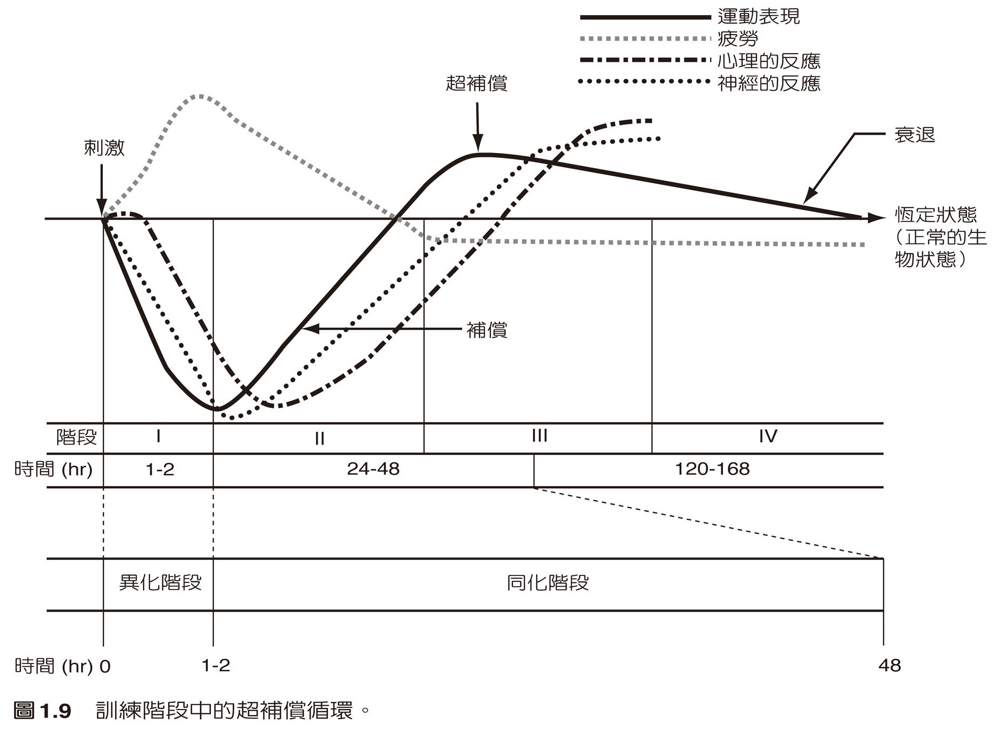 運動表現
疲勞
心理的反應
神經的反應
超補償
刺激
衰退
恆定狀態
（正常的生
物狀態）
補償
階段 I II III IV
時間 (hr) 1-2 24-48 120-168
異化階段 同化階段
時間 (hr) 0 1-2 48
圖 1.9 訓練階段中的超補償循環。